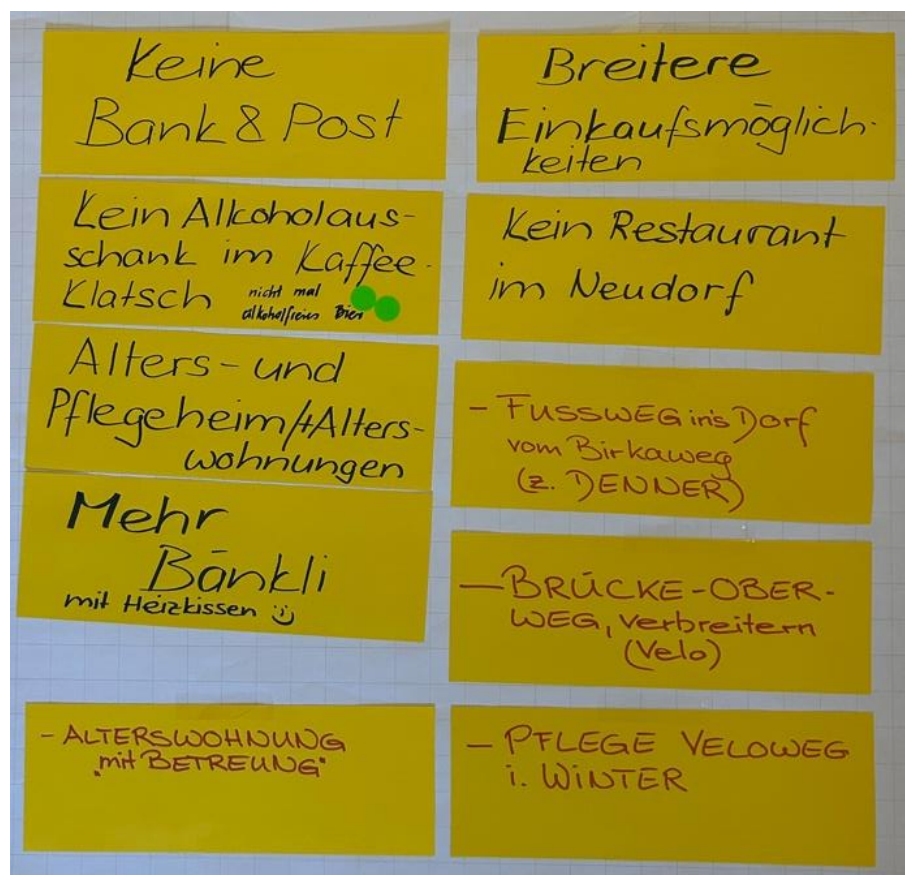 Keine
Bank & Post
Kein Alkoholaus-
schank im Kaffee-
Klatsch nicht mal
alkoholfreies Bier
Alters- und
Pflegeheim/+Alters-
wohnungen
Mehr
Bänkli
mit Heizkissen
- ALTERSWOHNUNG
"mit BETREUNG"
Breitere
Einkaufsmöglich-
keiten
Kein Restaurant
im Neudorf
- FUSSWEG in's Dorf
vom Birkaweg
(z. DENNER)
- BRÜCKE-OBER-
WEG, verbreitern
(Velo)
- PFLEGE VELOWEG
i. WINTER